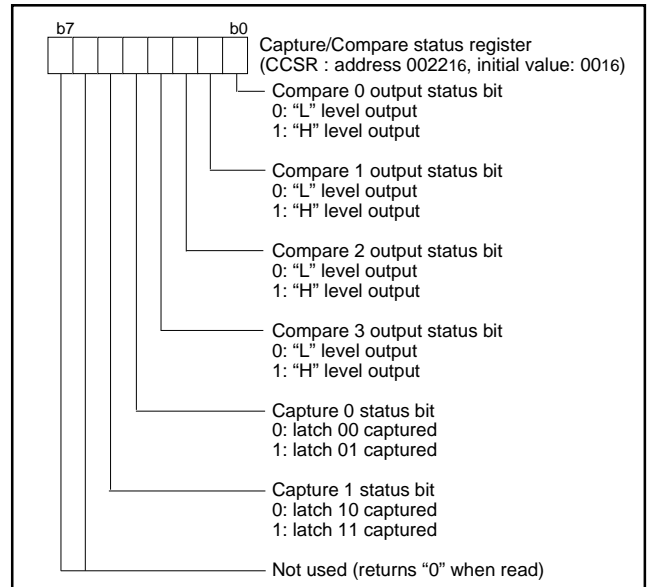 b7 b0
Capture/Compare status register
(CCSR : address 002216, initial value: 0016)
Compare 0 output status bit
0: “L” level output
1: “H” level output
Compare 1 output status bit
0: “L” level output
1: “H” level output
Compare 2 output status bit
0: “L” level output
1: “H” level output
Compare 3 output status bit
0: “L” level output
1: “H” level output
Capture 0 status bit
0: latch 00 captured
1: latch 01 captured
Capture 1 status bit
0: latch 10 captured
1: latch 11 captured
Not used (returns “0” when read)